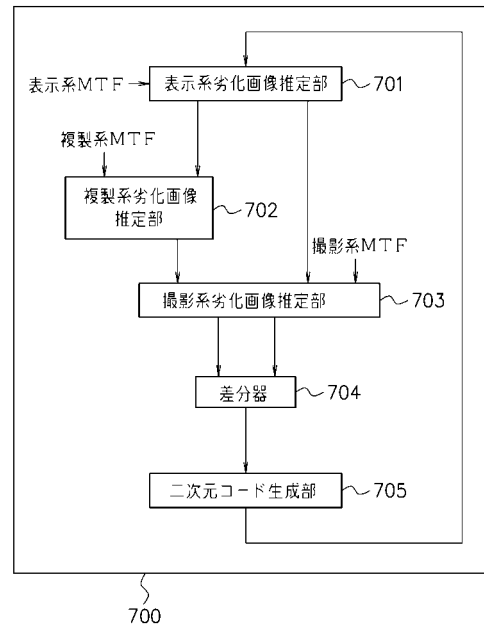 表示系MTF
表示系劣化画像推定部
701
複製系MTF
複製系劣化画像
推定部
702
撮影系MTF
撮影系劣化画像推定部
703
差分器
704
二次元コード生成部
705
700